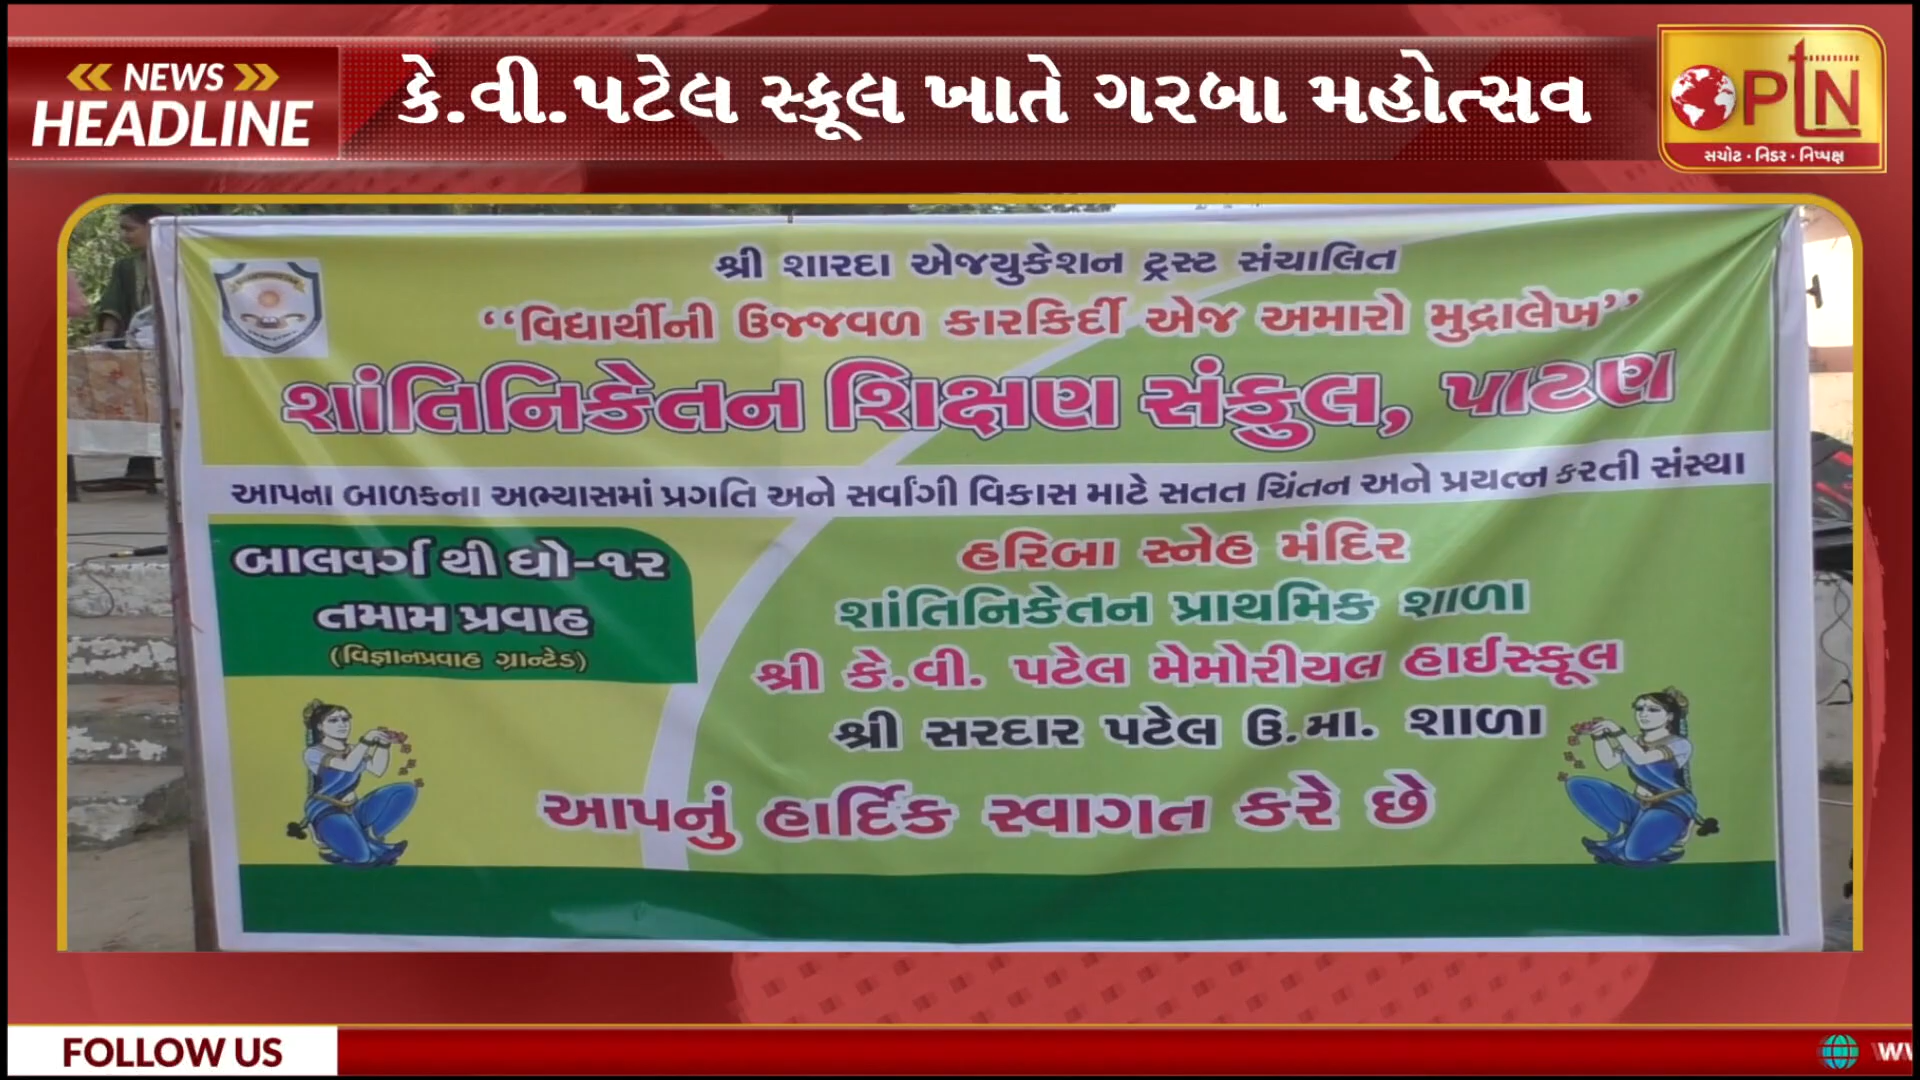 NEWS
HEADLINE
કે.વી.પટેલ સ્કૂલ ખાતે ગરબા મહોત્સવ
PTN
સચોટ · નિડર · નિષ્પક્ષ
શ્રી શારદા એજ્યુકેશન ટ્રસ્ટ સંચાલિત
“વિદ્યાર્થીની ઉજ્જવળ કારકિર્દી એજ અમારો મુદ્રાલેખ”
શાંતિનિકેતન શિક્ષણ સંકુલ, પાટણ
આપના બાળકના અભ્યાસમાં પ્રગતિ અને સર્વાંગી વિકાસ માટે સતત ચિંતન અને પ્રયત્ન કરતી સંસ્થા
બાલવર્ગ થી ધો-૧૨
તમામ પ્રવાહ
(વિજ્ઞાનપ્રવાહ ગ્રાન્ટેડ)
હરિબા સ્નેહ મંદિર
શાંતિનિકેતન પ્રાથમિક શાળા
શ્રી કે.વી. પટેલ મેમોરીયલ હાઈસ્કૂલ
શ્રી સરદાર પટેલ ઉ.મા. શાળા
આપનું હાર્દિક સ્વાગત કરે છે
FOLLOW US